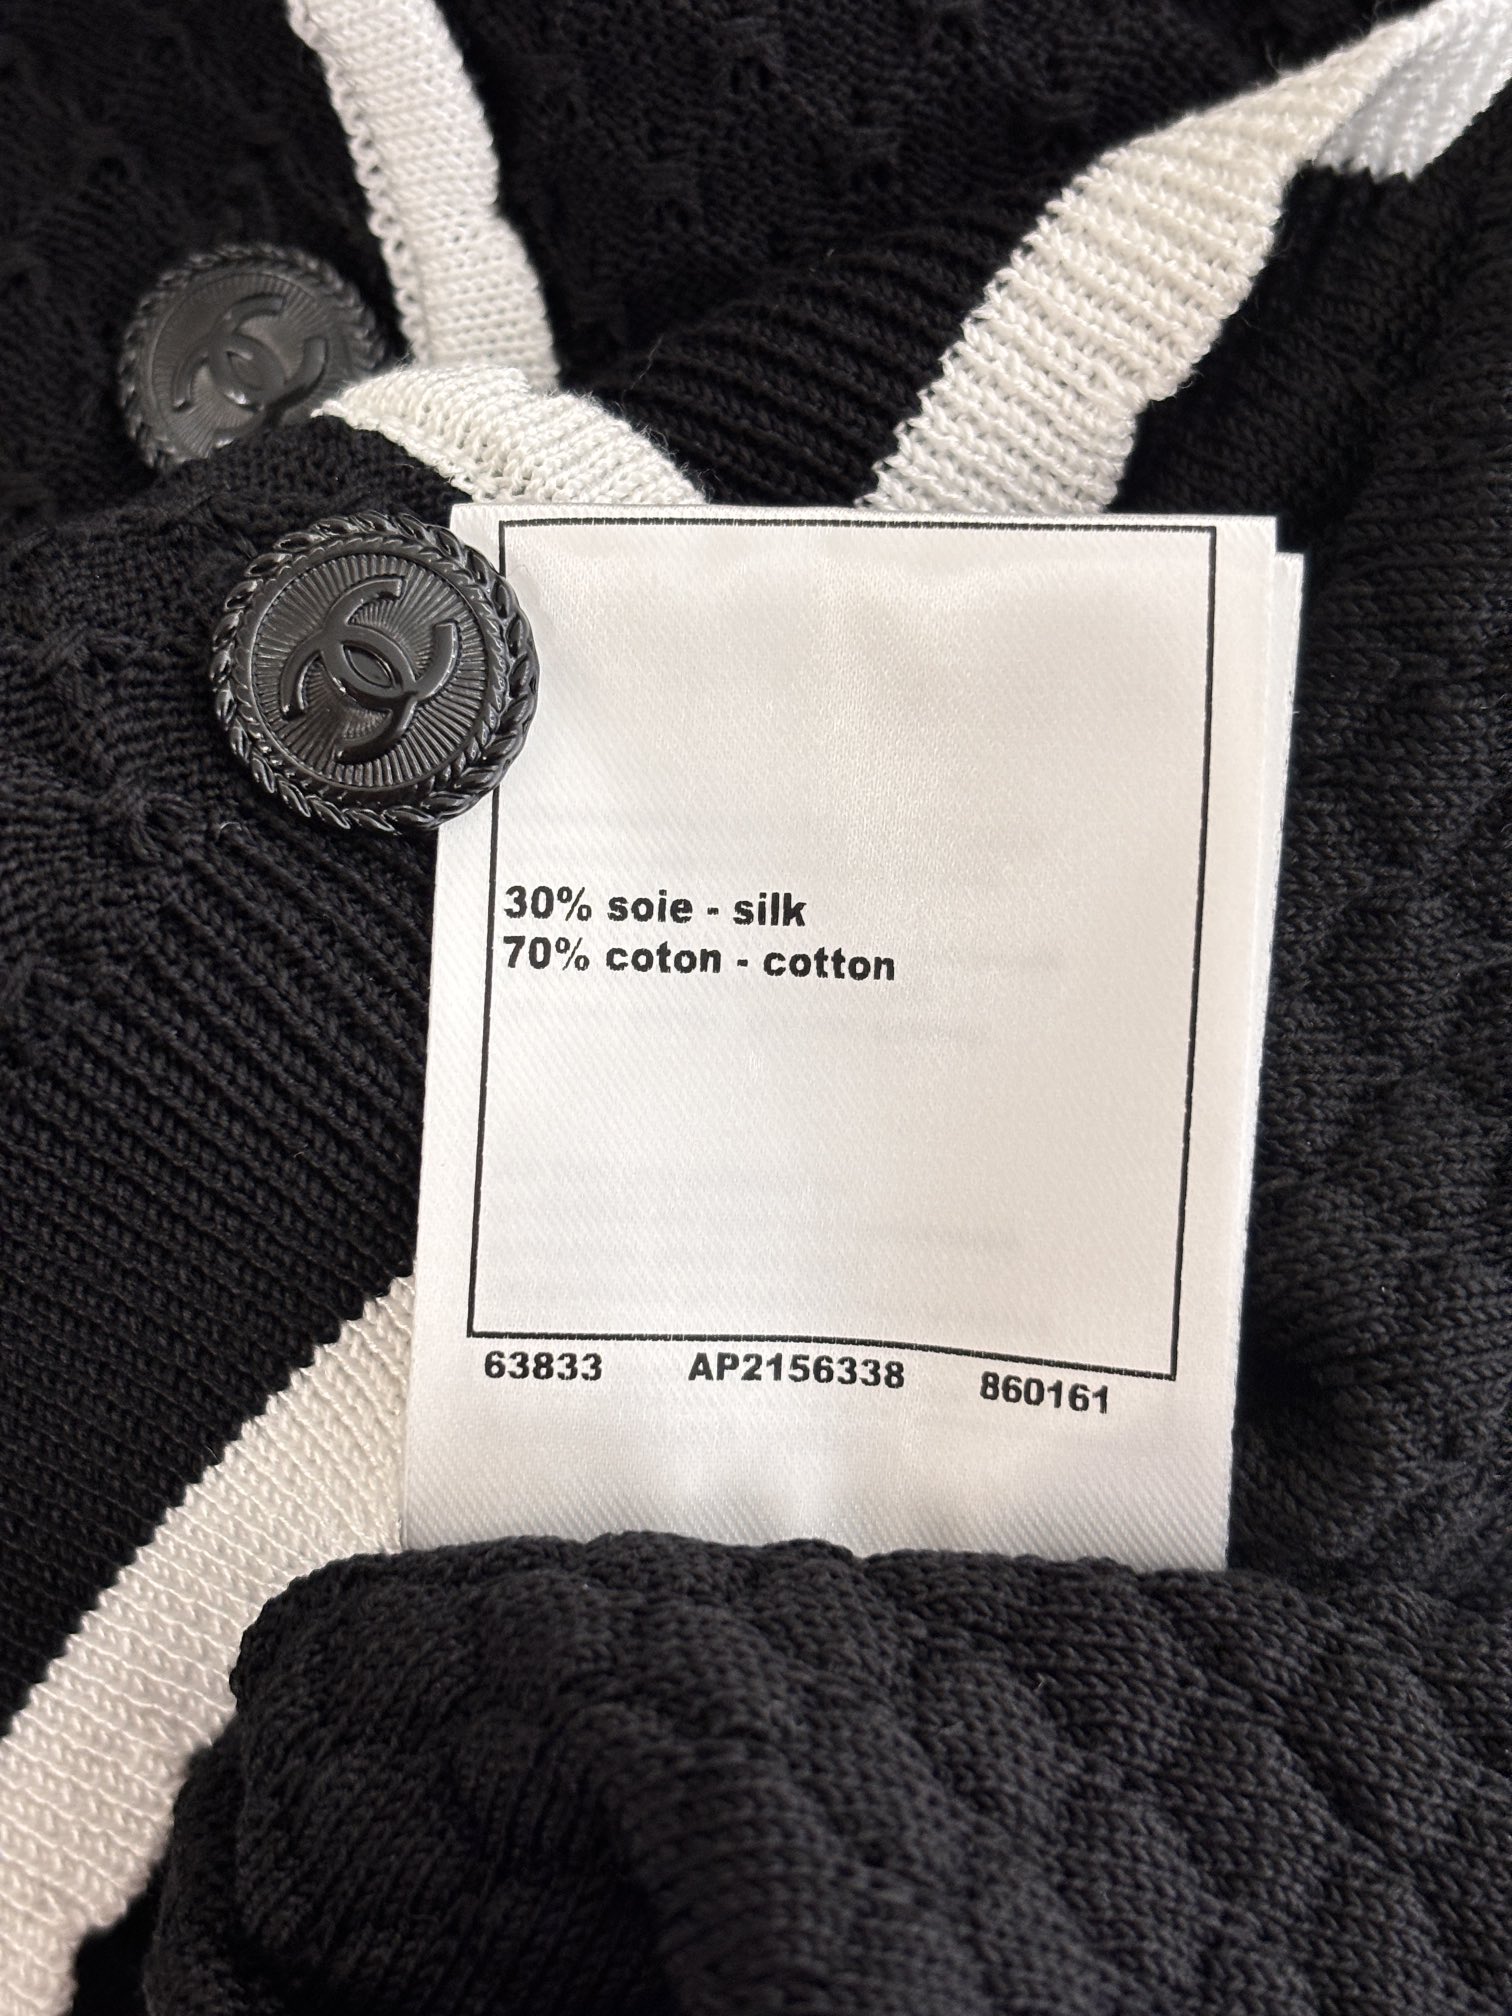 30% soie - silk
70% coton - cotton
63833 AP2156338 860161